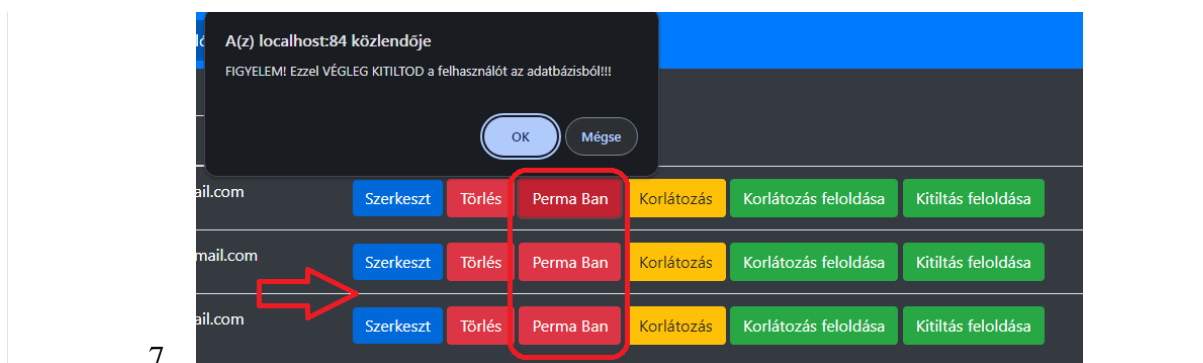 A(z) localhost:84 közlendője
FIGYELEM! Ezzel VÉGLEG KITILTOD a felhasználót az adatbázisból!!!
OK Mégse
ail.com Szerkeszt Törlés Perma Ban Korlátozás Korlátozás feloldása Kitiltás feloldása
mail.com Szerkeszt Törlés Perma Ban Korlátozás Korlátozás feloldása Kitiltás feloldása
ail.com Szerkeszt Törlés Perma Ban Korlátozás Korlátozás feloldása Kitiltás feloldása
7